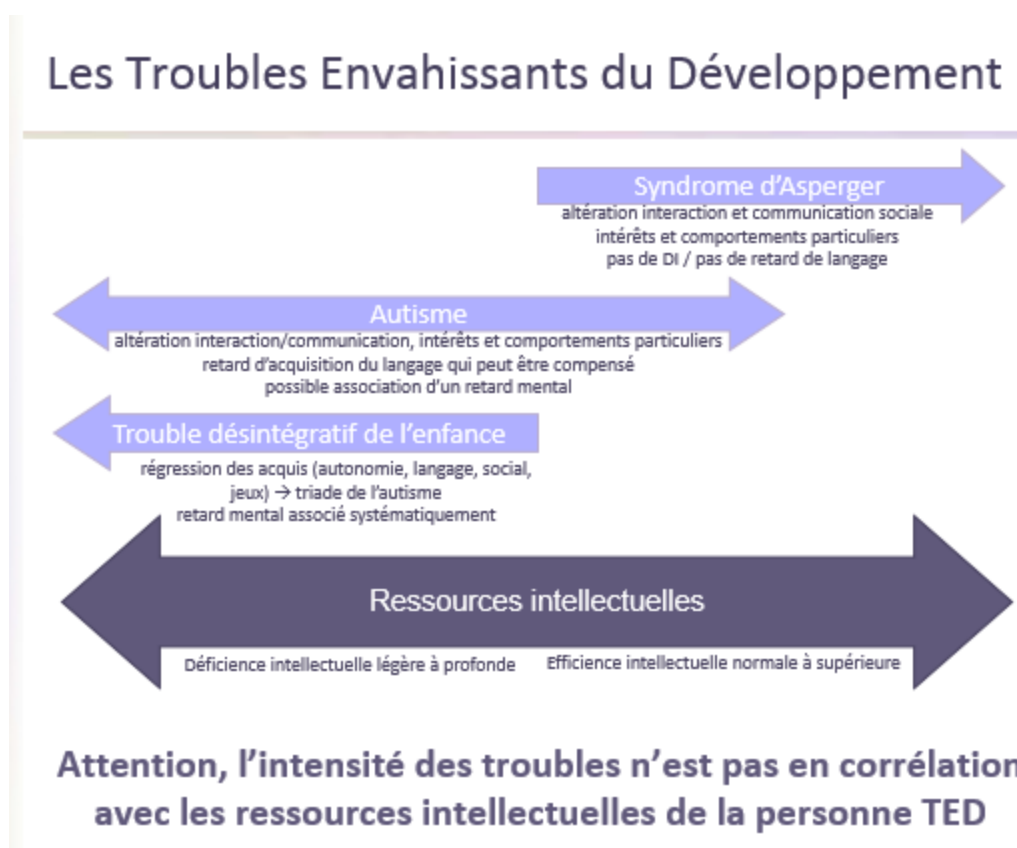 Les Troubles Envahissants du Développement
Syndrome d'Asperger
altération interaction et communication sociale
intérêts et comportements particuliers
pas de DI / pas de retard de langage
Autisme
altération interaction/communication, intérêts et comportements particuliers
retard d'acquisition du langage qui peut être compensé
possible association d'un retard mental
Trouble désintégratif de l'enfance
régression des acquis (autonomie, langage, social,
jeux) → triade de l'autisme
retard mental associé systématiquement
Ressources intellectuelles
Déficience intellectuelle légère à profonde
Efficience intellectuelle normale à supérieure
Attention, l'intensité des troubles n'est pas en corrélation
avec les ressources intellectuelles de la personne TED